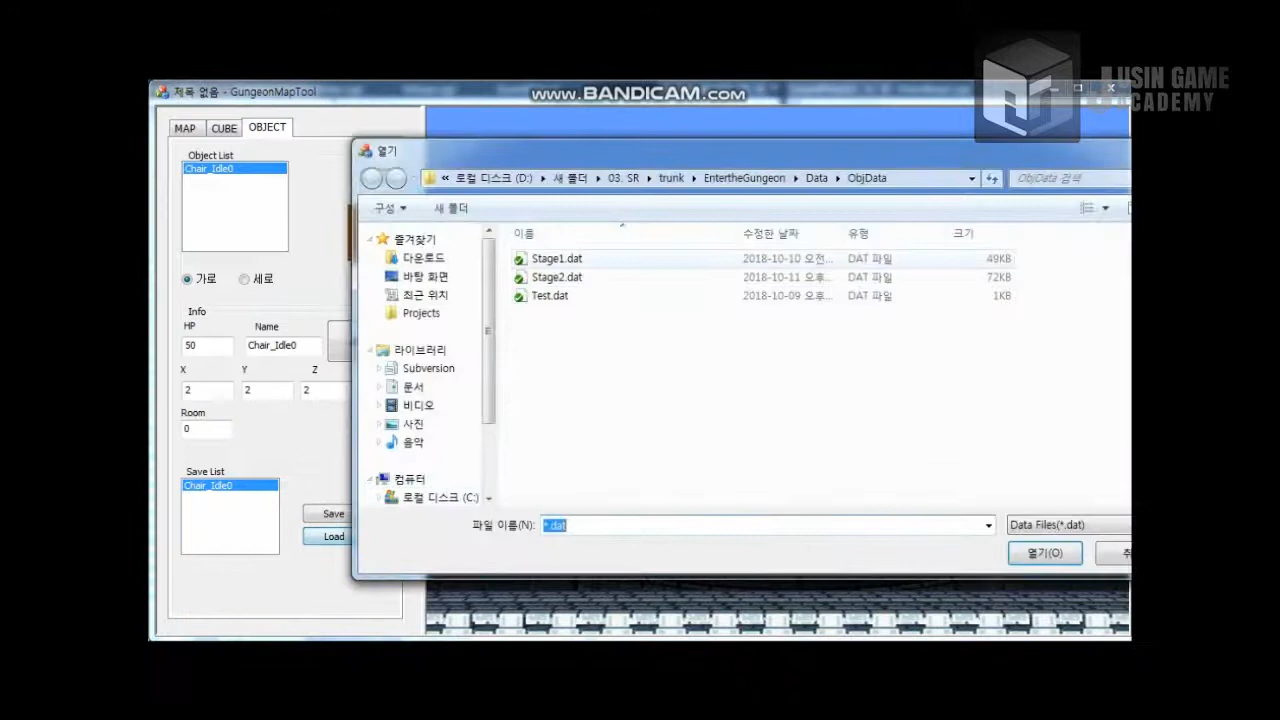 JUSIN GAME
ACADEMY
제목 없음 - GungeonMapTool
www.BANDICAM.com
MAP
CUBE
OBJECT
Object List
Chair_Idle0
가로
세로
Info
HP
Name
50
Chair_Idle0
X
Y
Z
2
2
2
Room
0
Save List
Chair_Idle0
Save
Load
열기
« 로컬 디스크 (D:) ▸ 새 폴더 ▸ 03. SR ▸ trunk ▸ EntertheGungeon ▸ Data ▸ ObjData
ObjData 검색
구성
새 폴더
즐겨찾기
다운로드
바탕 화면
최근 위치
Projects
라이브러리
Subversion
문서
비디오
사진
음악
컴퓨터
로컬 디스크 (C:)
이름 수정한 날짜 유형 크기
Stage1.dat 2018-10-10 오전... DAT 파일 49KB
Stage2.dat 2018-10-11 오후... DAT 파일 72KB
Test.dat 2018-10-09 오후... DAT 파일 1KB
파일 이름(N):
*.dat
Data Files(*.dat)
열기(O)